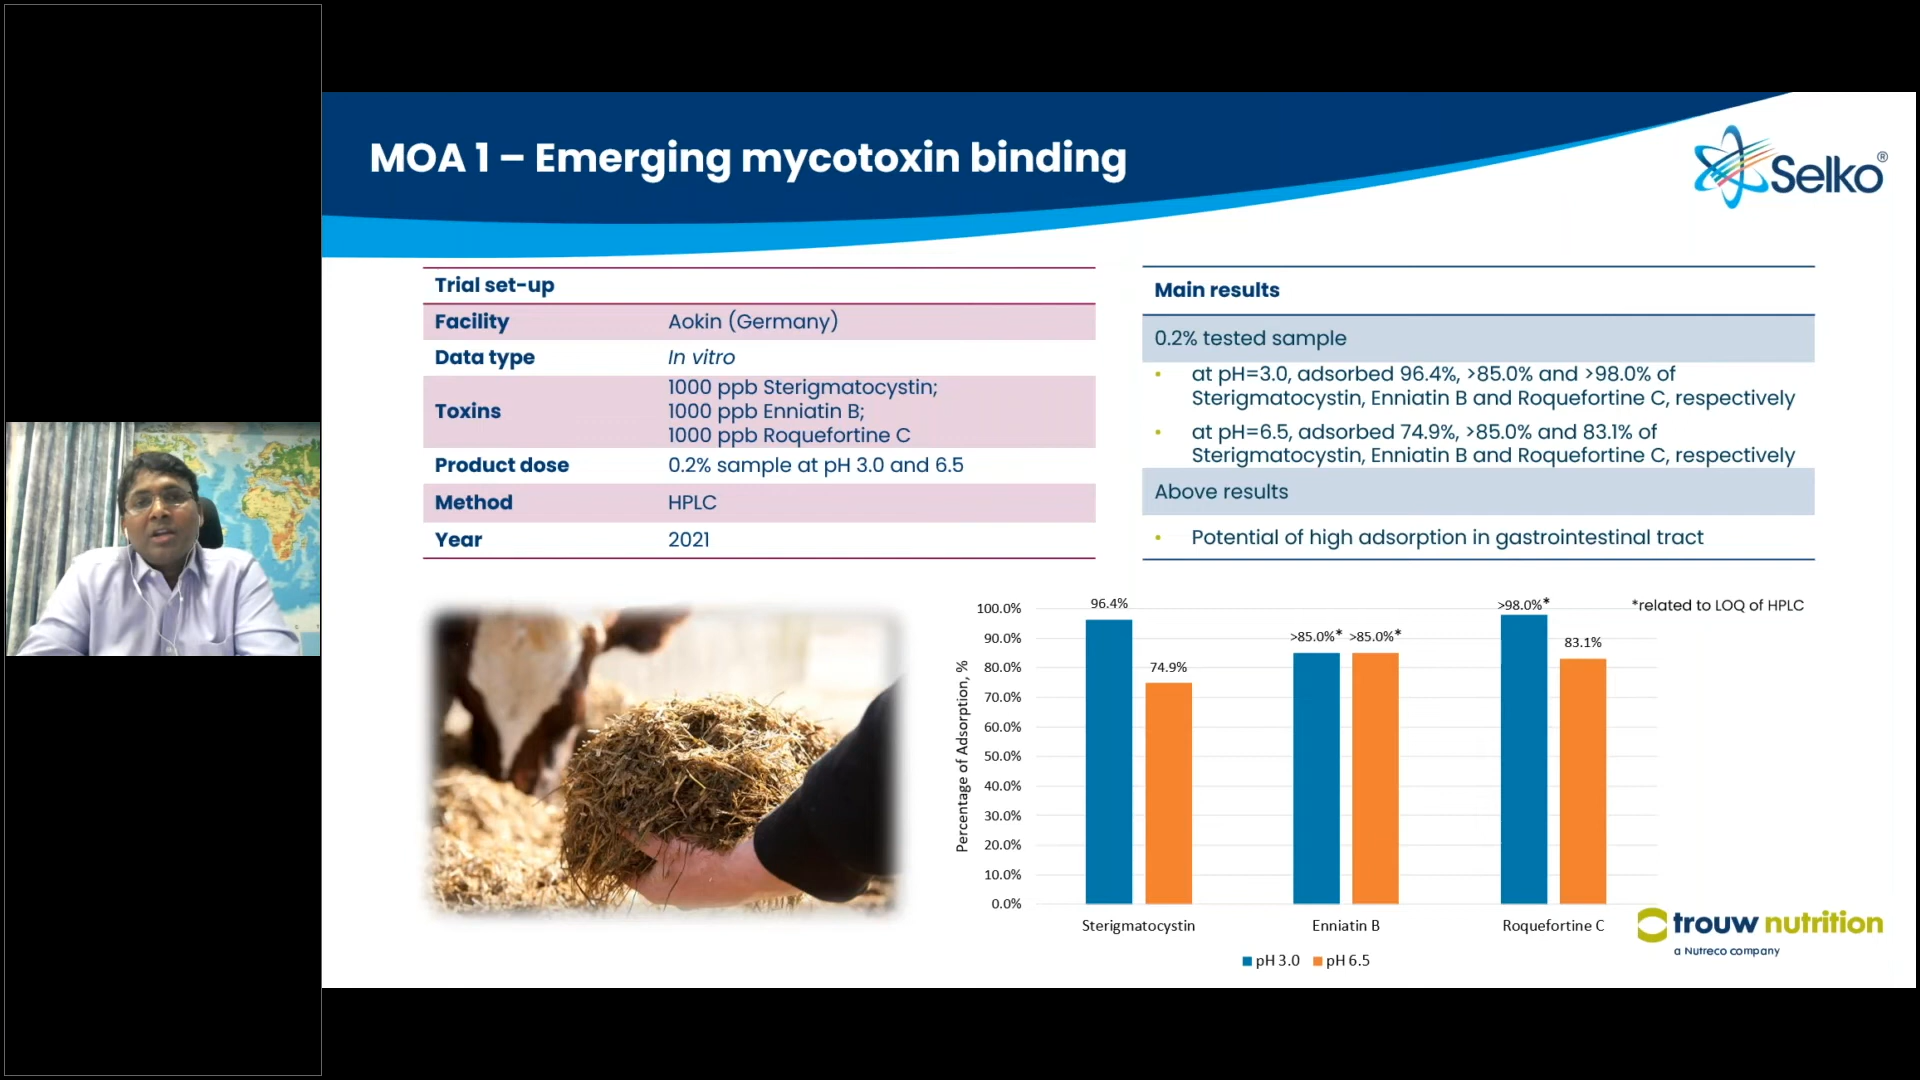 MOA 1 – Emerging mycotoxin binding
Selko®
Trial set-up
Facility Aokin (Germany)
Data type In vitro
Toxins 1000 ppb Sterigmatocystin;
1000 ppb Enniatin B;
1000 ppb Roquefortine C
Product dose 0.2% sample at pH 3.0 and 6.5
Method HPLC
Year 2021
Main results
0.2% tested sample
• at pH=3.0, adsorbed 96.4%, >85.0% and >98.0% of
Sterigmatocystin, Enniatin B and Roquefortine C, respectively
• at pH=6.5, adsorbed 74.9%, >85.0% and 83.1% of
Sterigmatocystin, Enniatin B and Roquefortine C, respectively
Above results
• Potential of high adsorption in gastrointestinal tract
*related to LOQ of HPLC
Percentage of Adsorption, %
100.0%
90.0%
80.0%
70.0%
60.0%
50.0%
40.0%
30.0%
20.0%
10.0%
0.0%
96.4%
74.9%
>85.0%* >85.0%*
>98.0%*
83.1%
Sterigmatocystin Enniatin B Roquefortine C
pH 3.0 pH 6.5
trouw nutrition
a Nutreco company